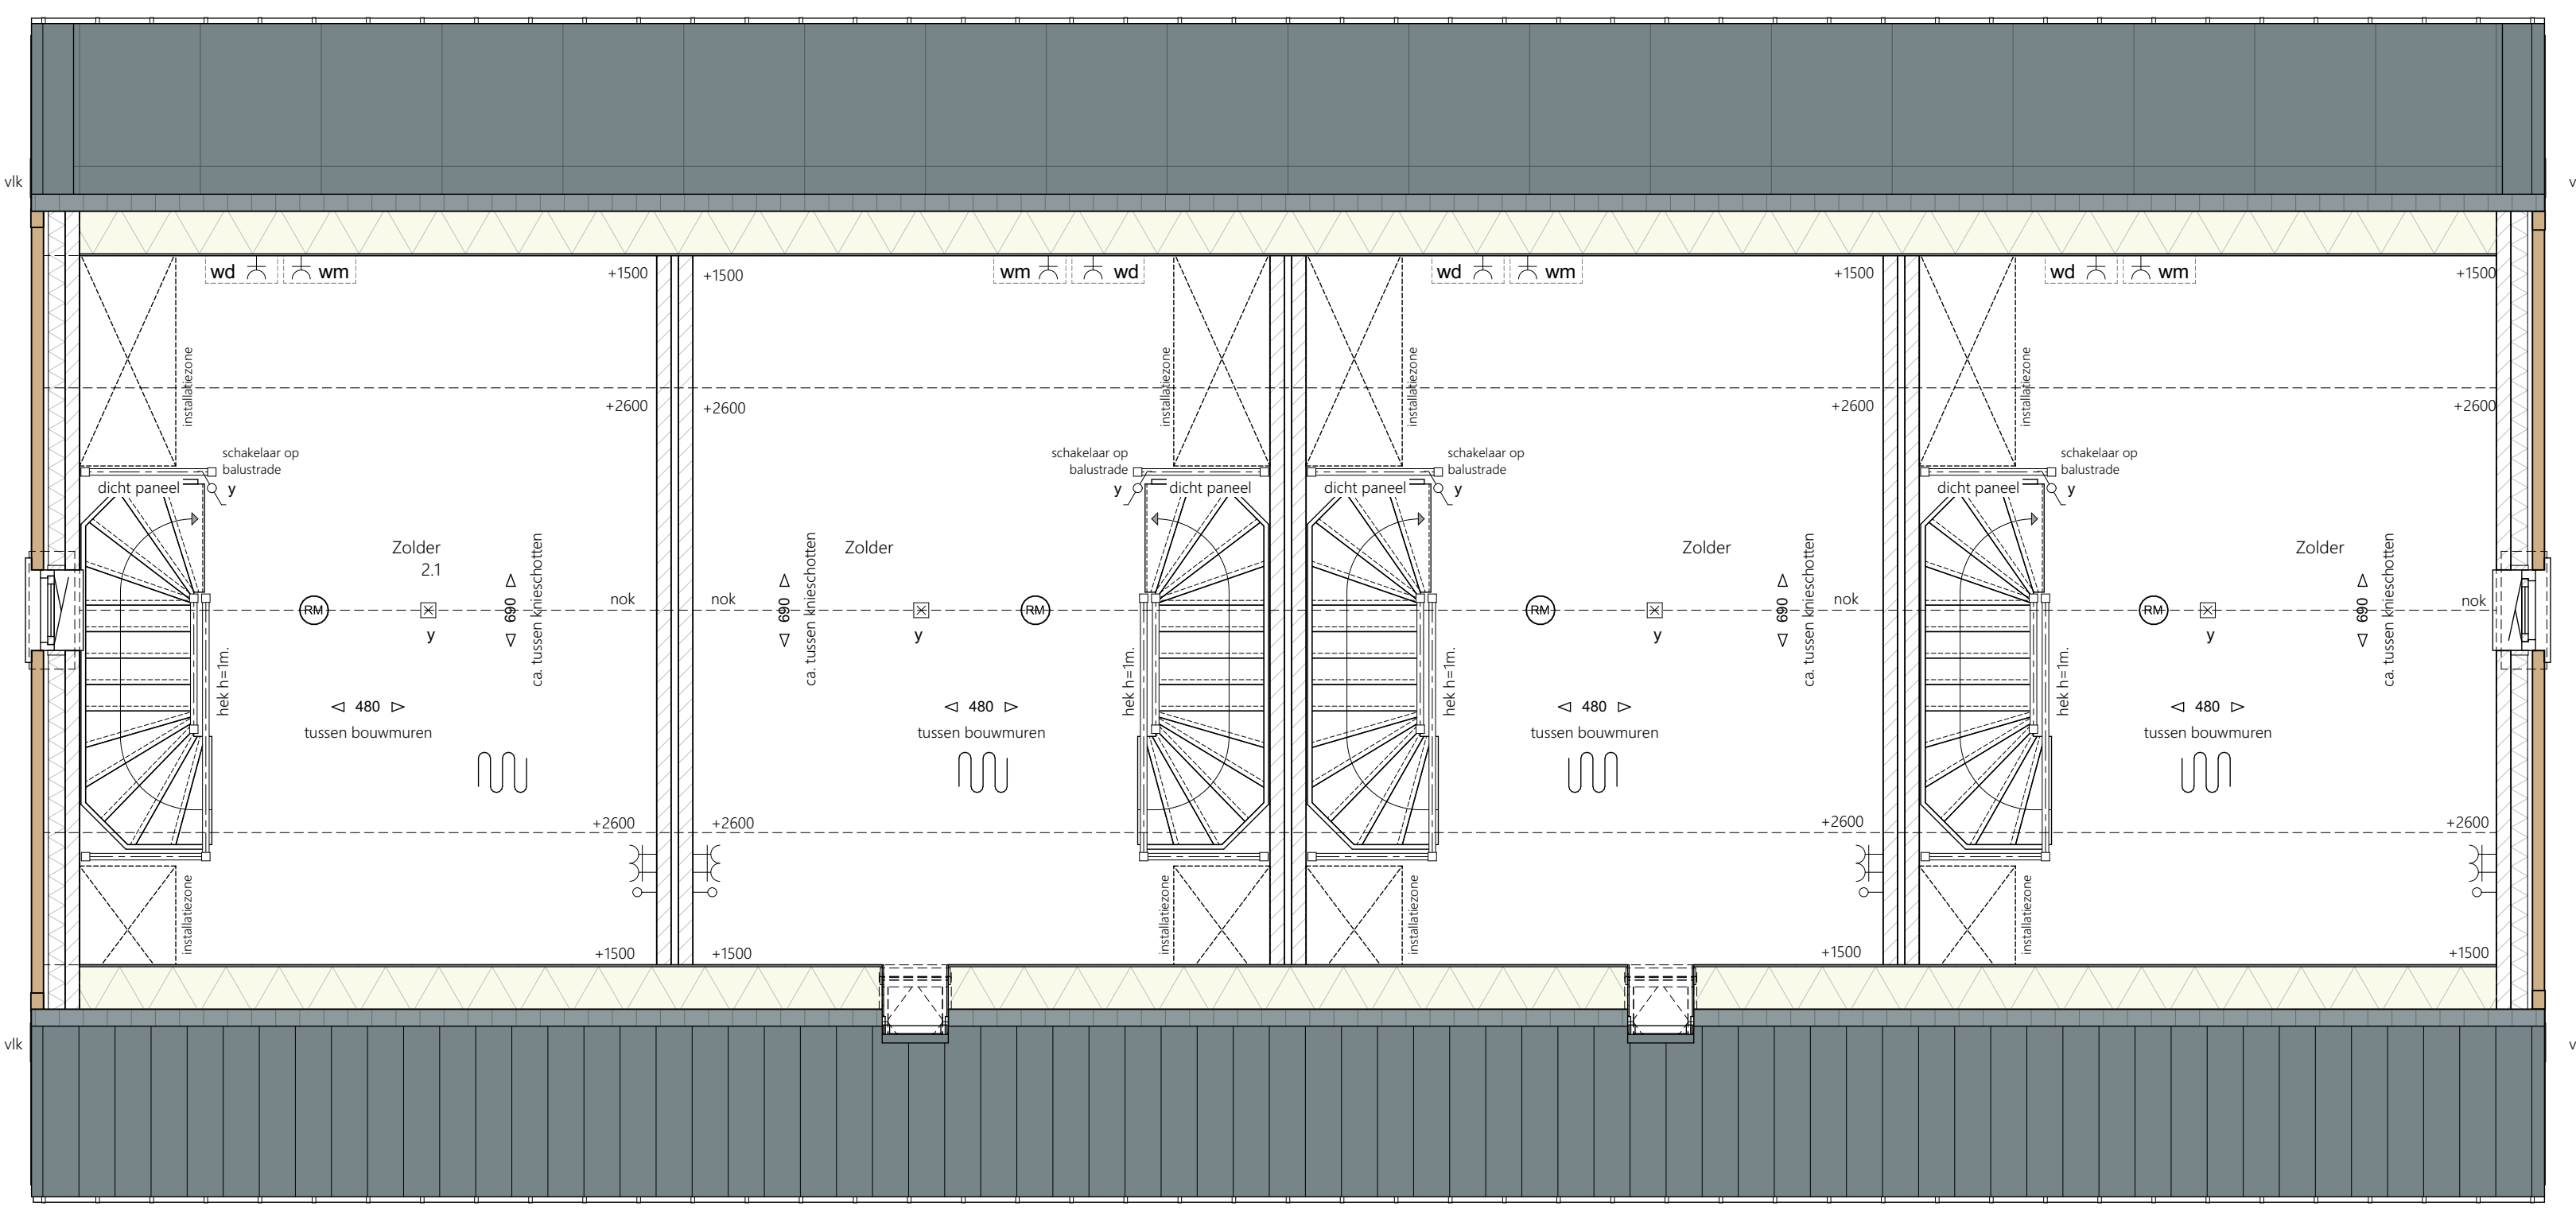 vlk
v
wd
wm
+1500
+1500
wm
wd
wd
wm
+1500
wd
wm
+1500
installatiezone
installatiezone
installatiezone
installatiezone
+2600
+2600
+2600
+2600
schakelaar op
balustrade
schakelaar op
balustrade
schakelaar op
balustrade
schakelaar op
balustrade
dicht paneel
y
y
dicht paneel
dicht paneel
y
dicht paneel
y
Zolder
2.1
Zolder
Zolder
Zolder
690
ca. tussen knieschotten
690
ca. tussen knieschotten
690
ca. tussen knieschotten
690
ca. tussen knieschotten
nok
nok
nok
nok
RM
RM
RM
RM
y
y
y
y
hek h=1m.
hek h=1m.
hek h=1m.
hek h=1m.
480
tussen bouwmuren
480
tussen bouwmuren
480
tussen bouwmuren
480
tussen bouwmuren
+2600
+2600
+2600
+2600
installatiezone
installatiezone
installatiezone
installatiezone
+1500
+1500
+1500
+1500
vlk
v